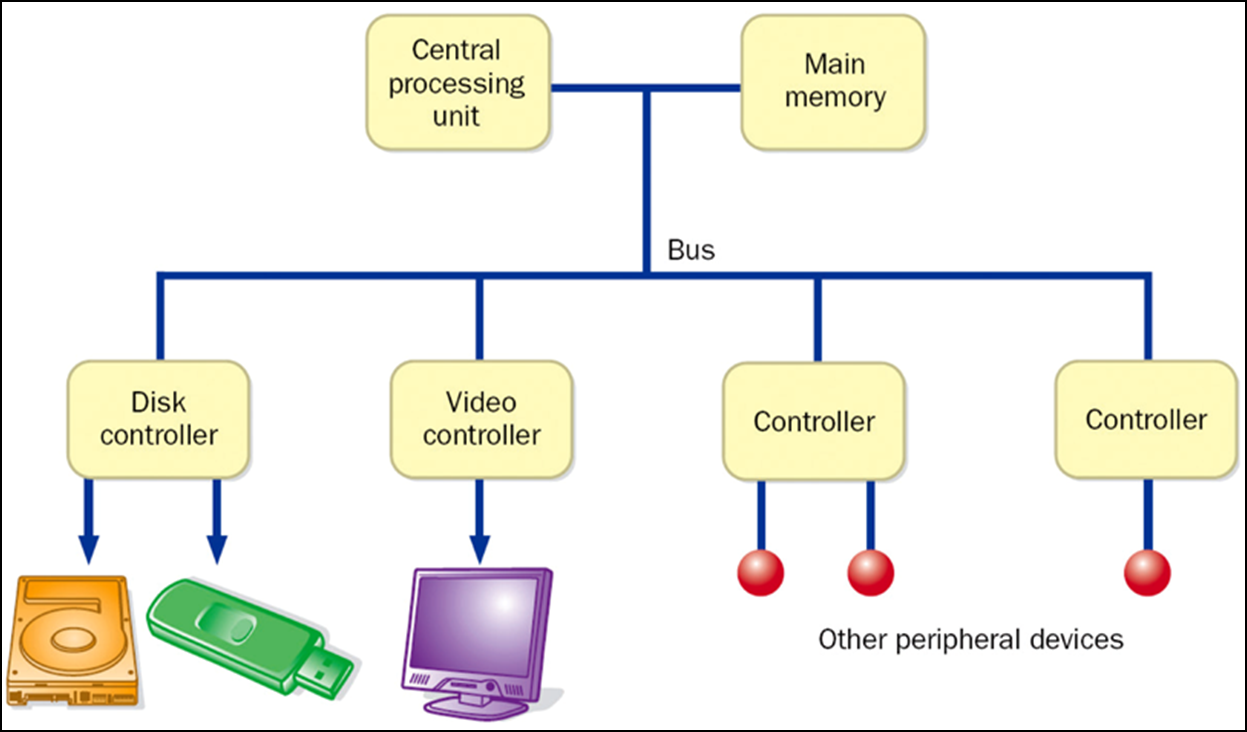 Central
processing
unit
Main
memory
Bus
Disk
controller
Video
controller
Controller
Controller
Other peripheral devices